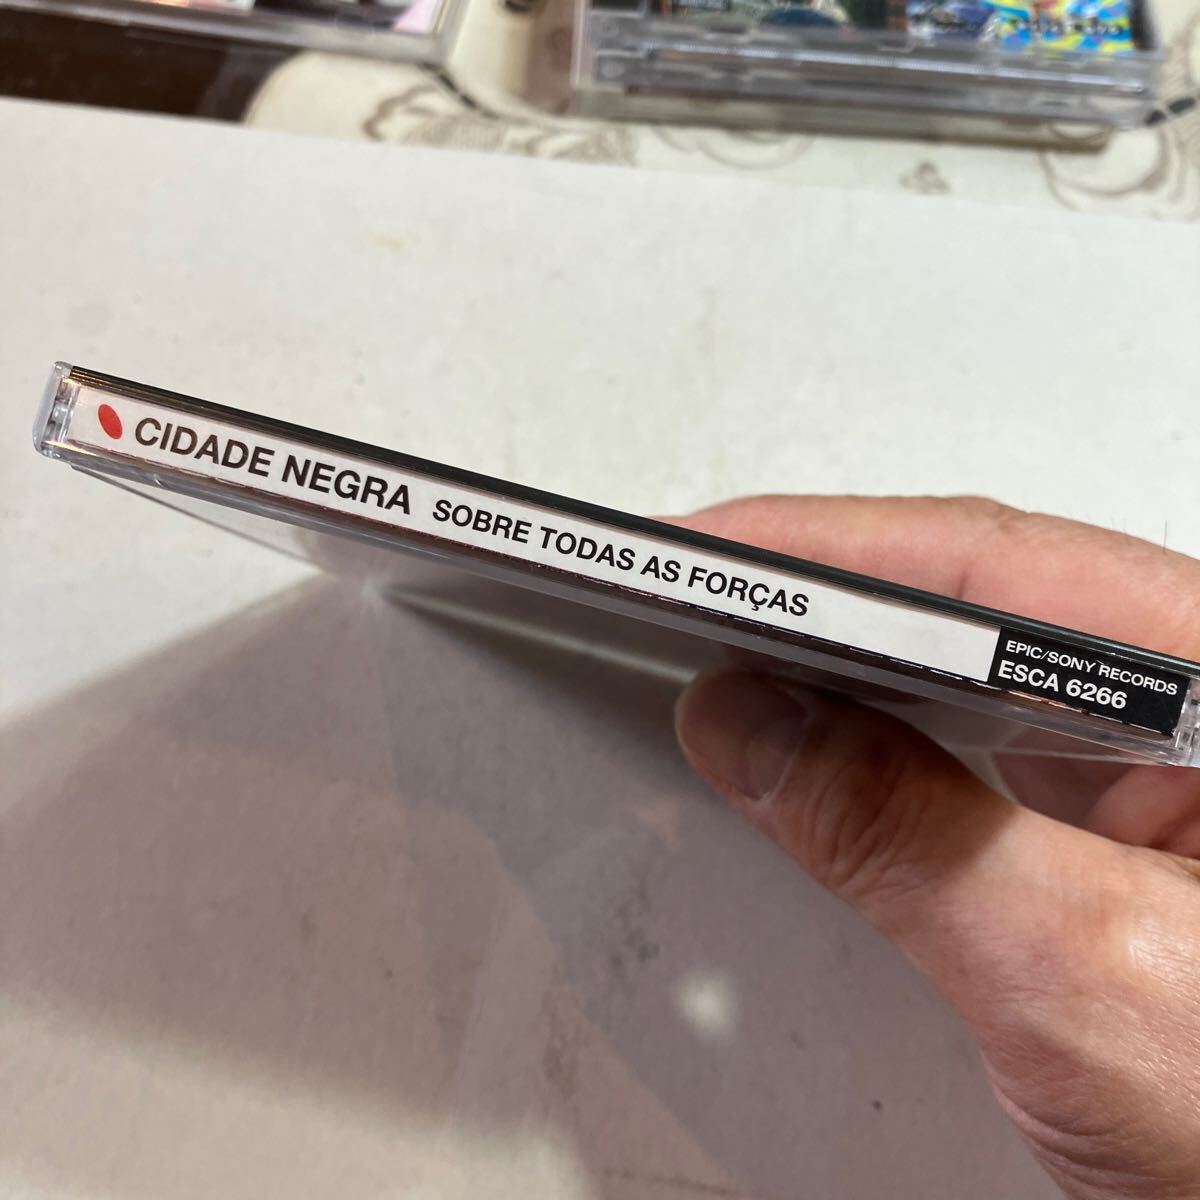 CIDADE NEGRA SOBRE TODAS AS FORÇAS
EPIC/SONY RECORDS
ESCA 6266